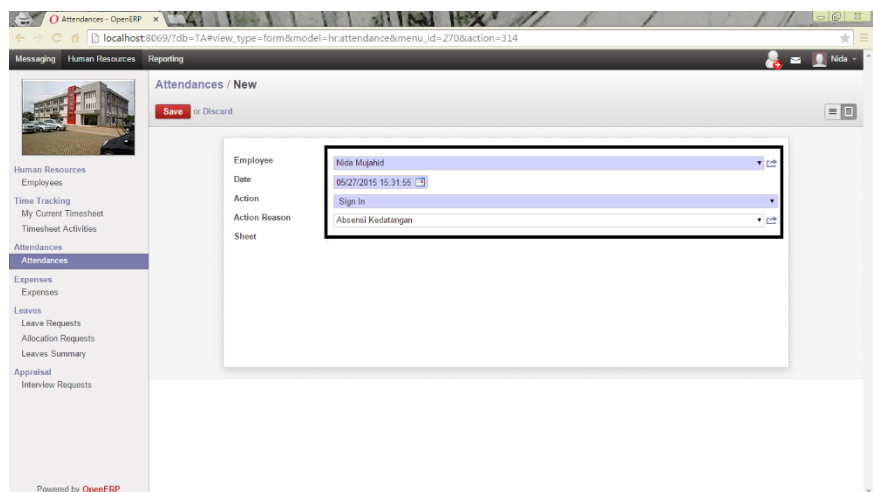 Attendances - OpenERP
localhost:8069/?db=TA#view_type=form&model=hr.attendance&menu_id=270&action=314
Messaging Human Resources Reporting Nida
Attendances / New
Save or Discard
Human Resources
Employees
Time Tracking
My Current Timesheet
Timesheet Activities
Attendances
Attendances
Expenses
Expenses
Leaves
Leave Requests
Allocation Requests
Leaves Summary
Appraisal
Interview Requests
Employee Nida Mujahid
Date 05/27/2015 15:31:55
Action Sign In
Action Reason Absensi Kedatangan
Sheet
Powered by OpenERP